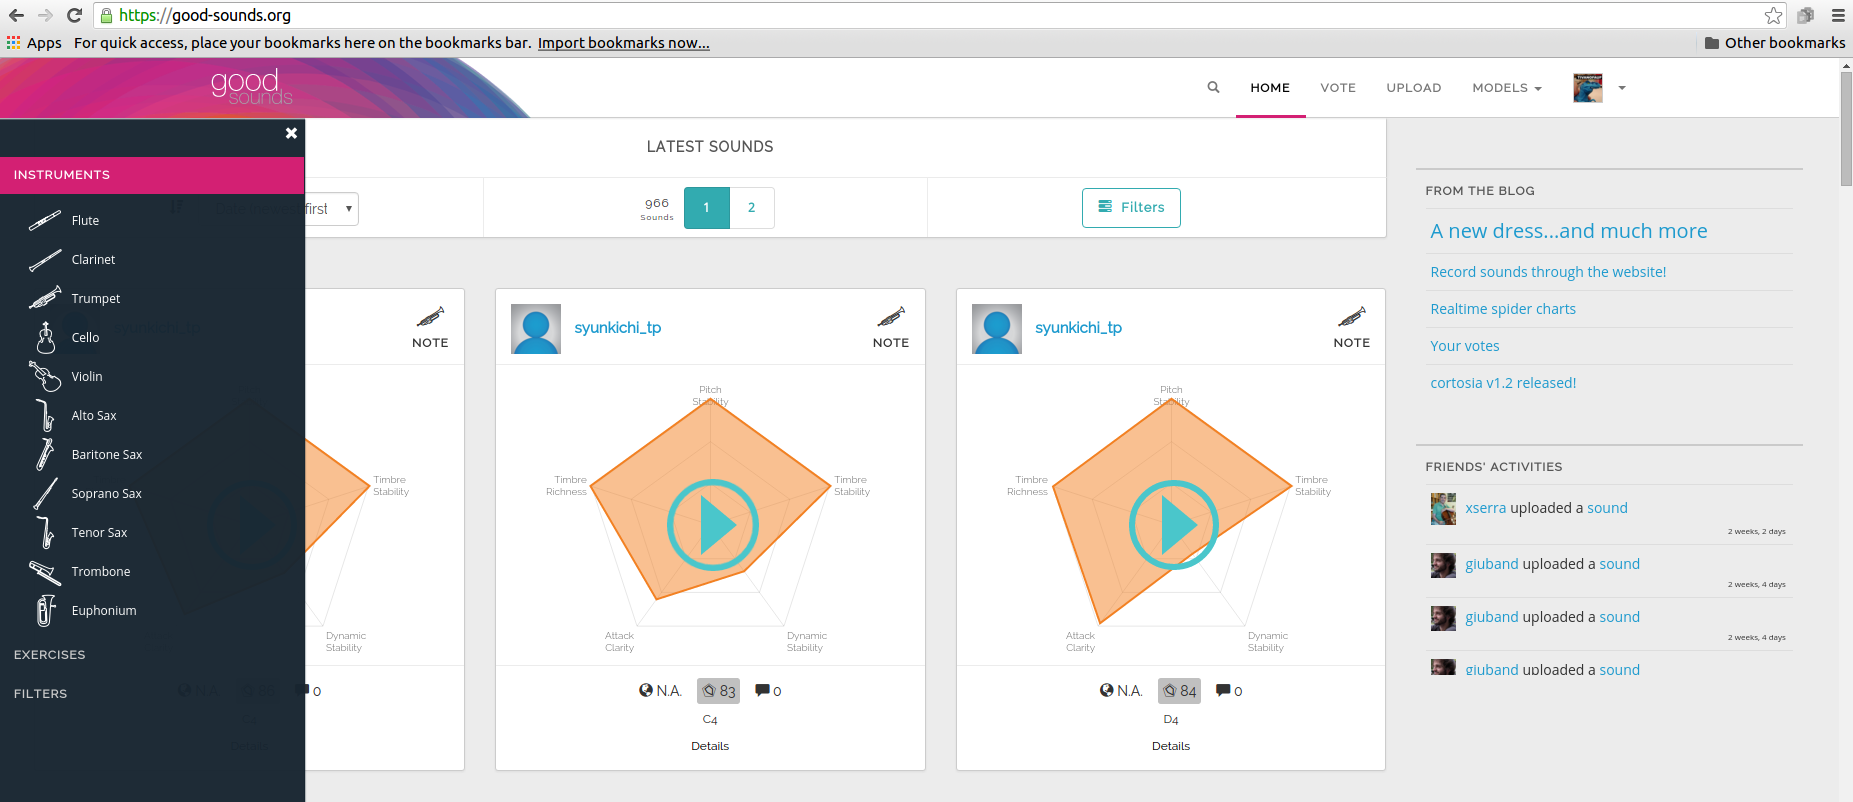 https://good-sounds.org
Apps For quick access, place your bookmarks here on the bookmarks bar. Import bookmarks now...
Other bookmarks
good
sounds
HOME VOTE UPLOAD MODELS
INSTRUMENTS
Flute
Clarinet
Trumpet
Cello
Violin
Alto Sax
Baritone Sax
Soprano Sax
Tenor Sax
Trombone
Euphonium
EXERCISES
FILTERS
LATEST SOUNDS
first
966
Sounds
1 2
Filters
NOTE
Timbre
Stability
Dynamic
Stability
0
syunkichi_tp
NOTE
Pitch
Stability
Timbre
Richness
Timbre
Stability
Attack
Clarity
Dynamic
Stability
N.A. 83 0
C4
Details
syunkichi_tp
NOTE
Pitch
Stability
Timbre
Richness
Timbre
Stability
Attack
Clarity
Dynamic
Stability
N.A. 84 0
D4
Details
FROM THE BLOG
A new dress...and much more
Record sounds through the website!
Realtime spider charts
Your votes
cortosia v1.2 released!
FRIENDS' ACTIVITIES
xserra uploaded a sound
2 weeks, 2 days
giuband uploaded a sound
2 weeks, 4 days
giuband uploaded a sound
2 weeks, 4 days
giuband uploaded a sound